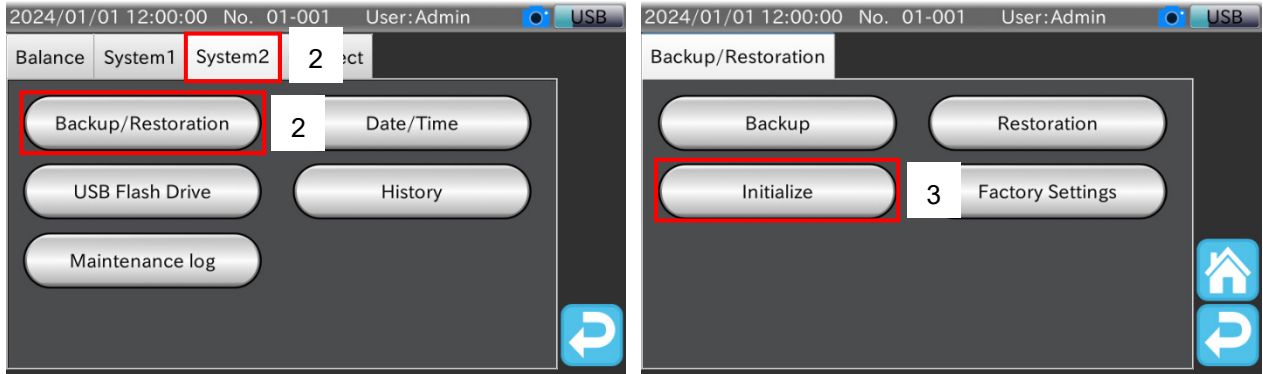 2024/01/01 12:00:00 No. 01-001 User:Admin USB
Balance System1 System2 2 ect
Backup/Restoration 2 Date/Time
USB Flash Drive History
Maintenance log
2024/01/01 12:00:00 No. 01-001 User:Admin USB
Backup/Restoration
Backup Restoration
Initialize 3 Factory Settings